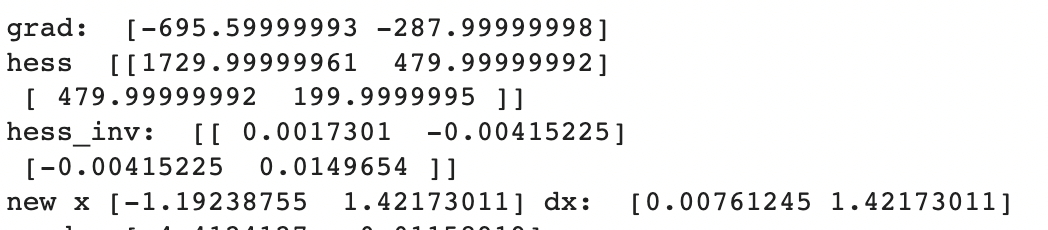 grad:  [-695.59999993 -287.99999998]
hess  [[1729.99999961  479.99999992]
 [ 479.99999992  199.9999995 ]]
hess_inv:  [[ 0.0017301  -0.00415225]
 [-0.00415225  0.0149654 ]]
new x [-1.19238755  1.42173011] dx:  [0.00761245 1.42173011]